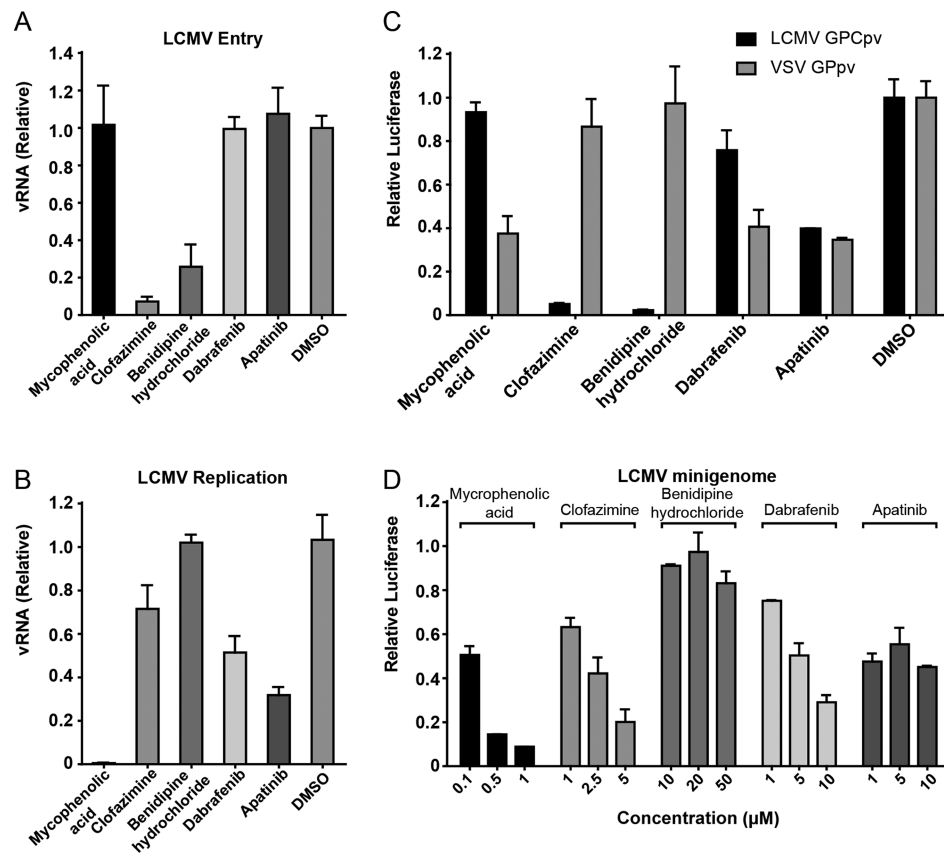 A
LCMV Entry
vRNA (Relative)
1.4
1.2
1.0
0.8
0.6
0.4
0.2
0
Mycophenolic
acid
Clofazimine
Benidipine
hydrochloride
Dabrafenib
Apatinib
DMSO
C
LCMV GPCpv
VSV GPpv
Relative Luciferase
1.2
1.0
0.8
0.6
0.4
0.2
0
Mycophenolic
acid
Clofazimine
Benidipine
hydrochloride
Dabrafenib
Apatinib
DMSO
B
LCMV Replication
vRNA (Relative)
1.2
1.0
0.8
0.6
0.4
0.2
0
Mycophenolic
acid
Clofazimine
Benidipine
hydrochloride
Dabrafenib
Apatinib
DMSO
D
LCMV minigenome
Mycrophenolic
acid
Clofazimine
Benidipine
hydrochloride
Dabrafenib
Apatinib
Relative Luciferase
1.2
1.0
0.8
0.6
0.4
0.2
0
0.1 0.5 1 1 2.5 5 10 20 50 1 5 10 1 5 10
Concentration (µM)